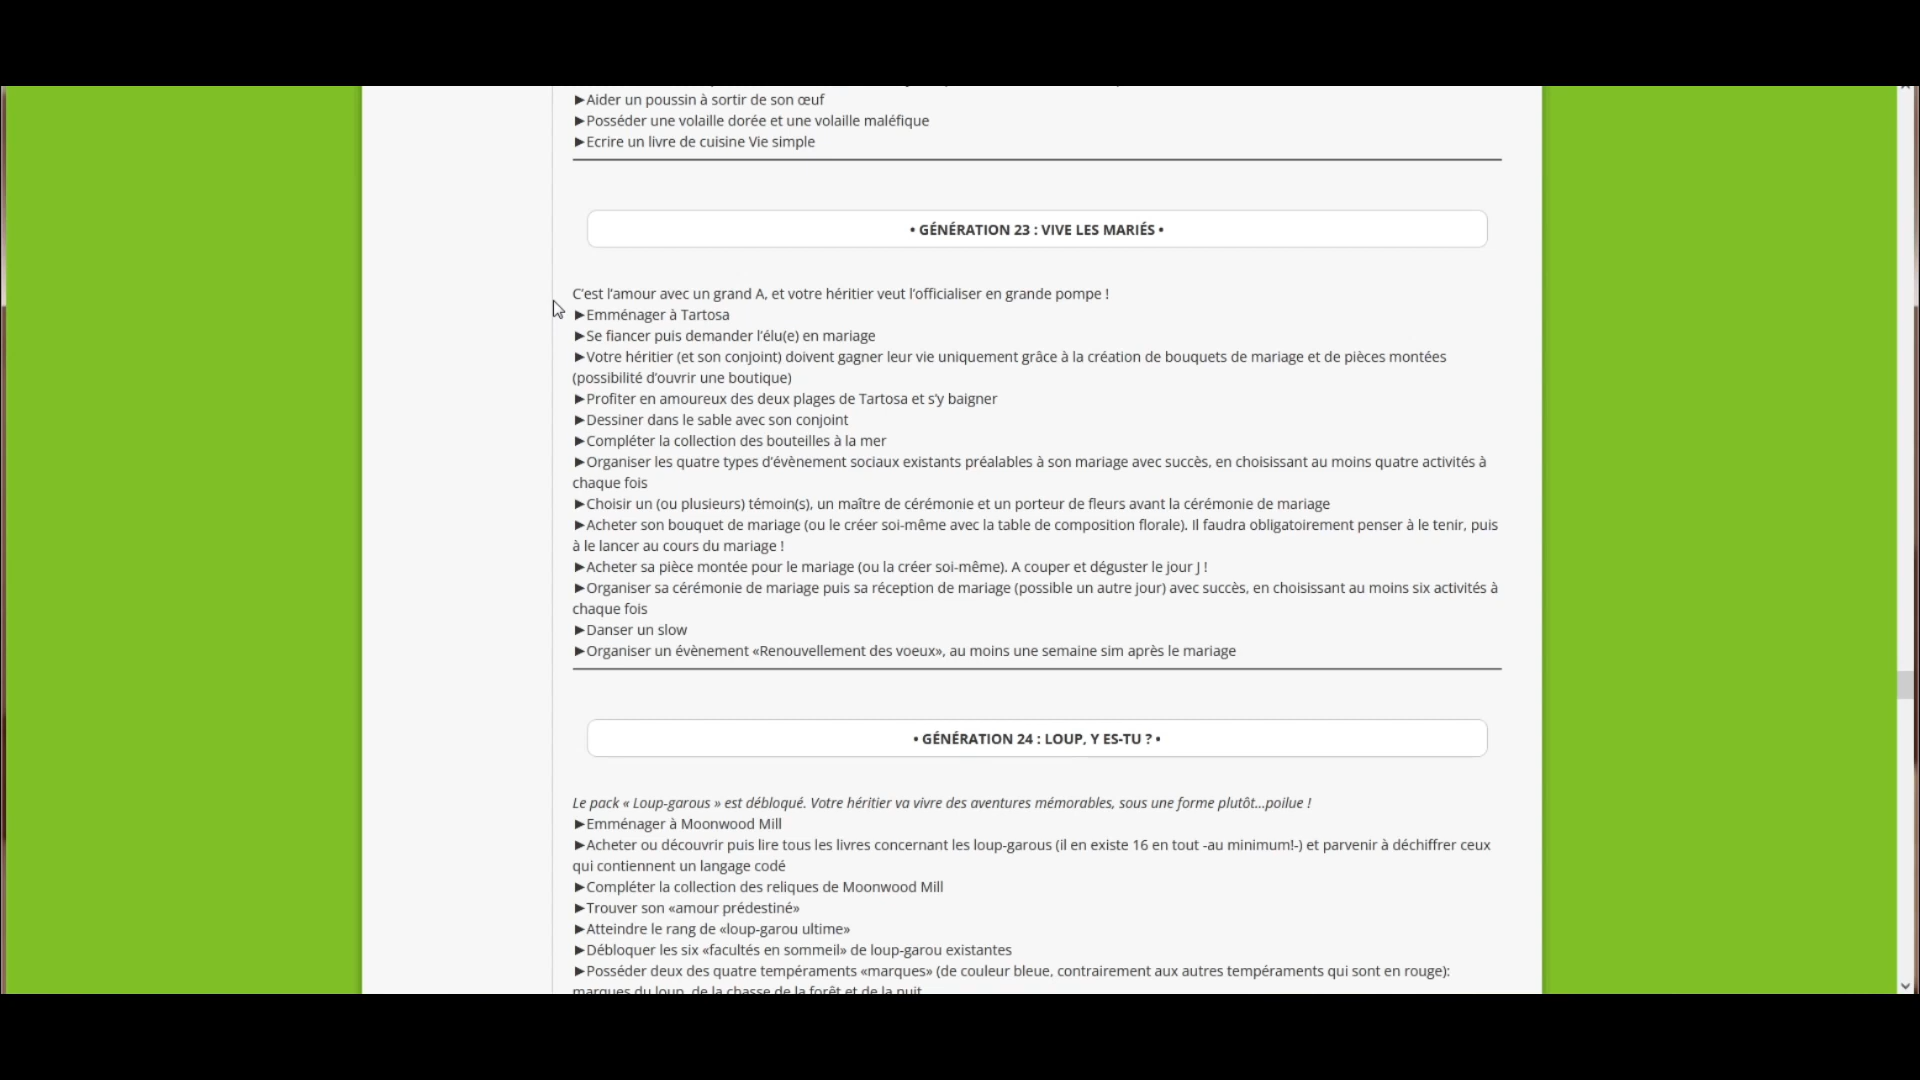 ►Aider un poussin à sortir de son œuf
►Posséder une volaille dorée et une volaille maléfique
►Ecrire un livre de cuisine Vie simple
• GÉNÉRATION 23 : VIVE LES MARIÉS •
C’est l’amour avec un grand A, et votre héritier veut l’officialiser en grande pompe !
►Emménager à Tartosa
►Se fiancer puis demander l’élu(e) en mariage
►Votre héritier (et son conjoint) doivent gagner leur vie uniquement grâce à la création de bouquets de mariage et de pièces montées
(possibilité d’ouvrir une boutique)
►Profiter en amoureux des deux plages de Tartosa et s’y baigner
►Dessiner dans le sable avec son conjoint
►Compléter la collection des bouteilles à la mer
►Organiser les quatre types d’évènement sociaux existants préalables à son mariage avec succès, en choisissant au moins quatre activités à
chaque fois
►Choisir un (ou plusieurs) témoin(s), un maître de cérémonie et un porteur de fleurs avant la cérémonie de mariage
►Acheter son bouquet de mariage (ou le créer soi-même avec la table de composition florale). Il faudra obligatoirement penser à le tenir, puis
à le lancer au cours du mariage !
►Acheter sa pièce montée pour le mariage (ou la créer soi-même). A couper et déguster le jour J !
►Organiser sa cérémonie de mariage puis sa réception de mariage (possible un autre jour) avec succès, en choisissant au moins six activités à
chaque fois
►Danser un slow
►Organiser un évènement «Renouvellement des voeux», au moins une semaine sim après le mariage
• GÉNÉRATION 24 : LOUP, Y ES-TU ? •
Le pack « Loup-garous » est débloqué. Votre héritier va vivre des aventures mémorables, sous une forme plutôt...poilue !
►Emménager à Moonwood Mill
►Acheter ou découvrir puis lire tous les livres concernant les loup-garous (il en existe 16 en tout -au minimum!-) et parvenir à déchiffrer ceux
qui contiennent un langage codé
►Compléter la collection des reliques de Moonwood Mill
►Trouver son «amour prédestiné»
►Atteindre le rang de «loup-garou ultime»
►Débloquer les six «facultés en sommeil» de loup-garou existantes
►Posséder deux des quatre tempéraments «marques» (de couleur bleue, contrairement aux autres tempéraments qui sont en rouge):
marques du loup, de la chasse de la forêt et de la nuit